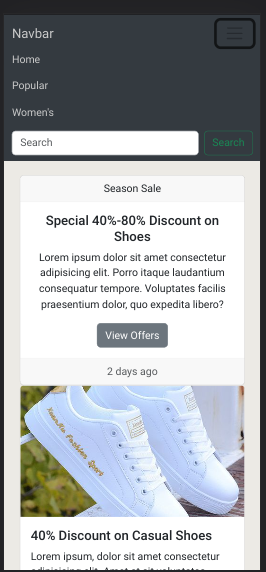 Navbar
Home
Popular
Women's
Search
Search
Season Sale
Special 40%-80% Discount on
Shoes
Lorem ipsum dolor sit amet consectetur
adipisicing elit. Porro itaque laudantium
consequatur tempore. Voluptates facilis
praesentium dolor, quo expedita libero?
View Offers
2 days ago
Fashion Sport
40% Discount on Casual Shoes
Lorem ipsum, dolor sit amet consectetur